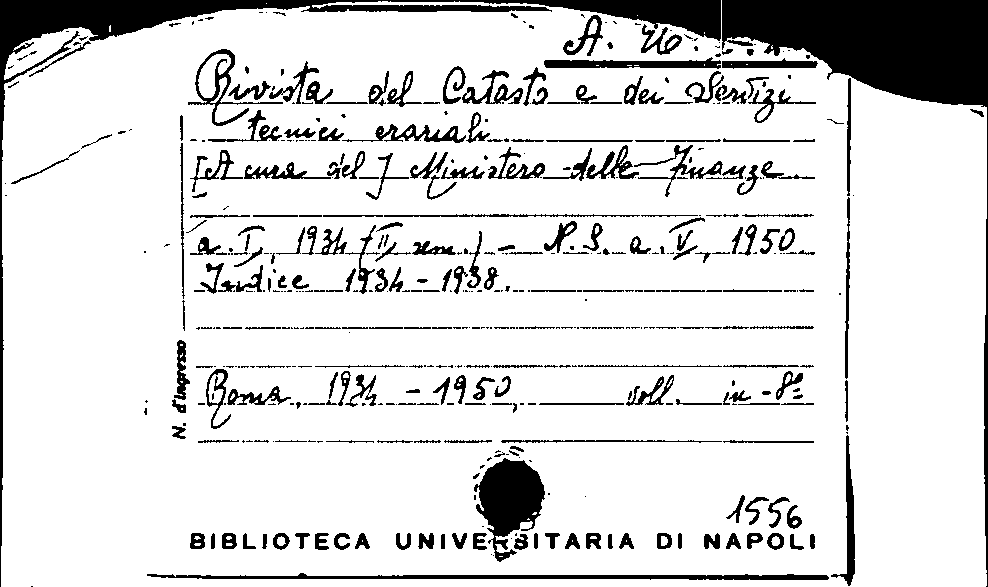 Rivista del Catasto e dei Servizi
tecnici erariali
[A cura del] Ministero delle Finanze.
a. I, 1934 (II sem.) - N.S. a. V, 1950.
Indice 1934-1938.
N. d'Ingresso
Roma, 1934 - 1950, voll. in-8°
1556
BIBLIOTECA UNIVERSITARIA DI NAPOLI